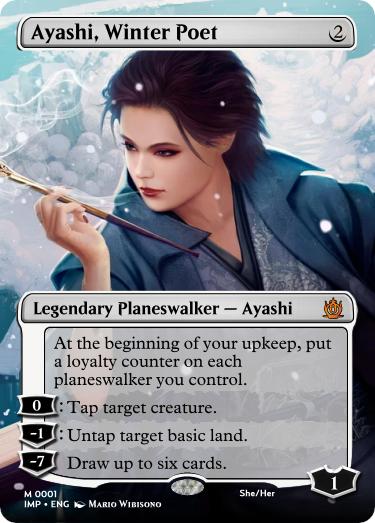 Ayashi, Winter Poet 2
Legendary Planeswalker — Ayashi
At the beginning of your upkeep, put
a loyalty counter on each
planeswalker you control.
0 : Tap target creature.
-1 : Untap target basic land.
-7 Draw up to six cards.
1
M 0001 She/Her
IMP • ENG Mario Wibisono